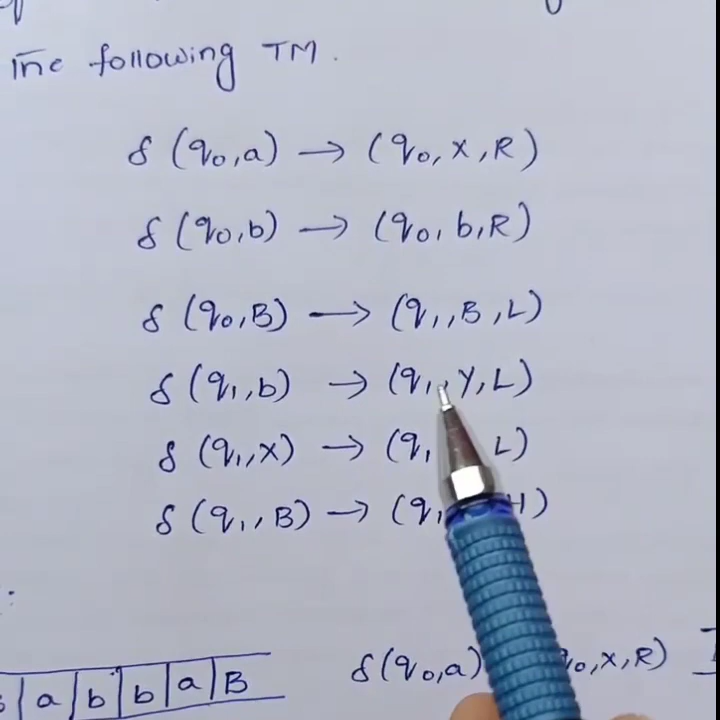 the following TM.
δ (q₀, a) → (q₀, x, R)
δ (q₀, b) → (q₀, b, R)
δ (q₀, B) → (q₁, B, L)
δ (q₁, b) → (q₁, y, L)
δ (q₁, x) → (q₁ L)
δ (q₁, B) → (q₁ H)
a b b a B
δ(q₀, a) q₀, x, R)